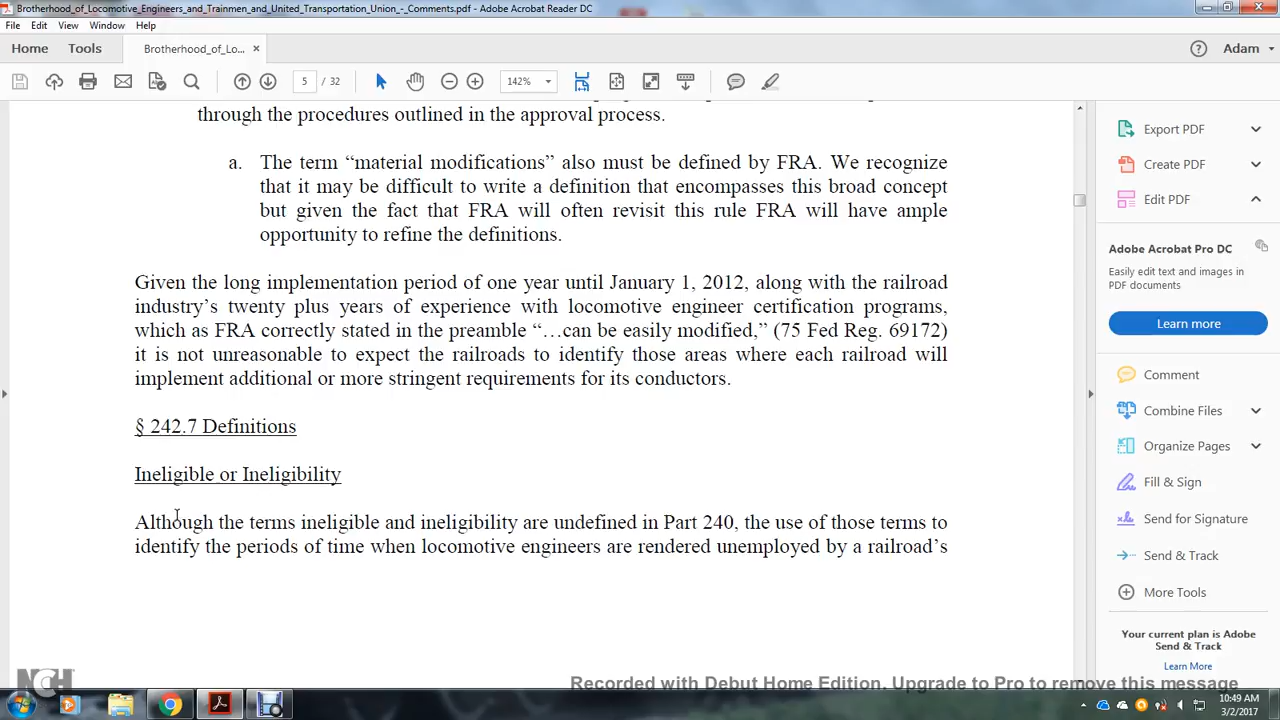 Brotherhood_of_Locomotive_Engineers_and_Trainmen_and_United_Transportation_Union_-_Comments.pdf - Adobe Acrobat Reader DC
File Edit View Window Help
Home Tools Brotherhood_of_Lo... × Adam
5 / 32 142%
through the procedures outlined in the approval process.
a. The term “material modifications” also must be defined by FRA. We recognize
that it may be difficult to write a definition that encompasses this broad concept
but given the fact that FRA will often revisit this rule FRA will have ample
opportunity to refine the definitions.
Given the long implementation period of one year until January 1, 2012, along with the railroad
industry’s twenty plus years of experience with locomotive engineer certification programs,
which as FRA correctly stated in the preamble “…can be easily modified,” (75 Fed Reg. 69172)
it is not unreasonable to expect the railroads to identify those areas where each railroad will
implement additional or more stringent requirements for its conductors.
§ 242.7 Definitions
Ineligible or Ineligibility
Although the terms ineligible and ineligibility are undefined in Part 240, the use of those terms to
identify the periods of time when locomotive engineers are rendered unemployed by a railroad’s
Export PDF
Create PDF
Edit PDF
Adobe Acrobat Pro DC
Easily edit text and images in
PDF documents
Learn more
Comment
Combine Files
Organize Pages
Fill & Sign
Send for Signature
Send & Track
More Tools
Your current plan is Adobe
Send & Track
Learn More
NCH
Recorded with Debut Home Edition. Upgrade to Pro to remove this message
10:49 AM
3/2/2017